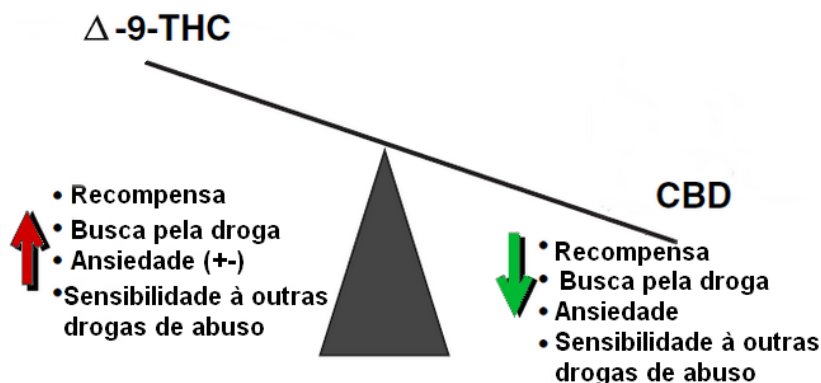 Δ-9-THC
• Recompensa
• Busca pela droga
• Ansiedade (+-)
• Sensibilidade à outras
drogas de abuso
CBD
• Recompensa
• Busca pela droga
• Ansiedade
• Sensibilidade à outras
drogas de abuso